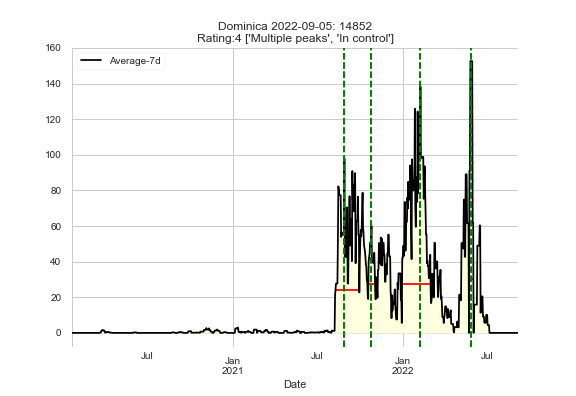 Dominica 2022-09-05: 14852
Rating:4 ['Multiple peaks', 'In control']
160
Average-7d
140
120
100
80
60
40
20
0
Jul
Jan
2021
Jul
Jan
2022
Jul
Date